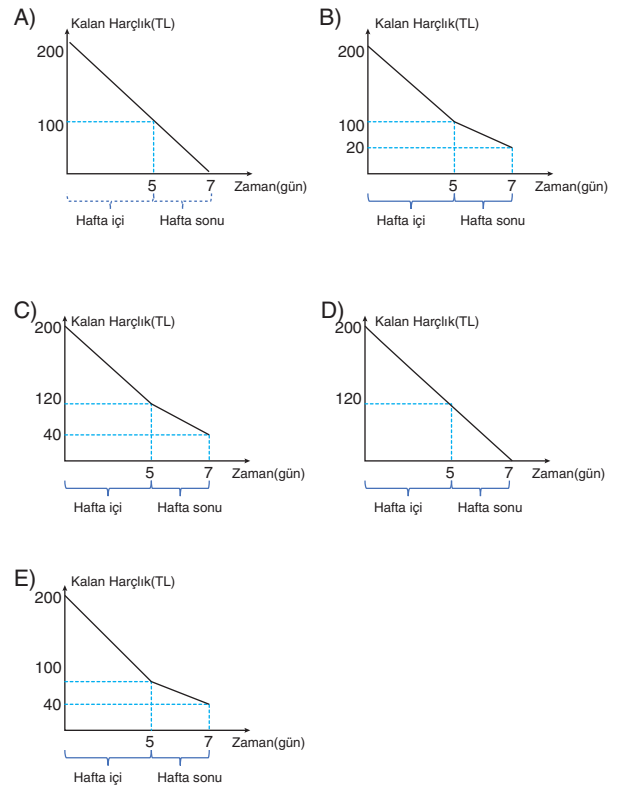 A)
Kalan Harçlık(TL)
200
100
5
7
Zaman(gün)
Hafta içi
Hafta sonu
B)
Kalan Harçlık(TL)
200
100
20
5
7
Zaman(gün)
Hafta içi
Hafta sonu
C)
Kalan Harçlık(TL)
200
120
40
5
7
Zaman(gün)
Hafta içi
Hafta sonu
D)
Kalan Harçlık(TL)
200
120
5
7
Zaman(gün)
Hafta içi
Hafta sonu
E)
Kalan Harçlık(TL)
200
100
40
5
7
Zaman(gün)
Hafta içi
Hafta sonu